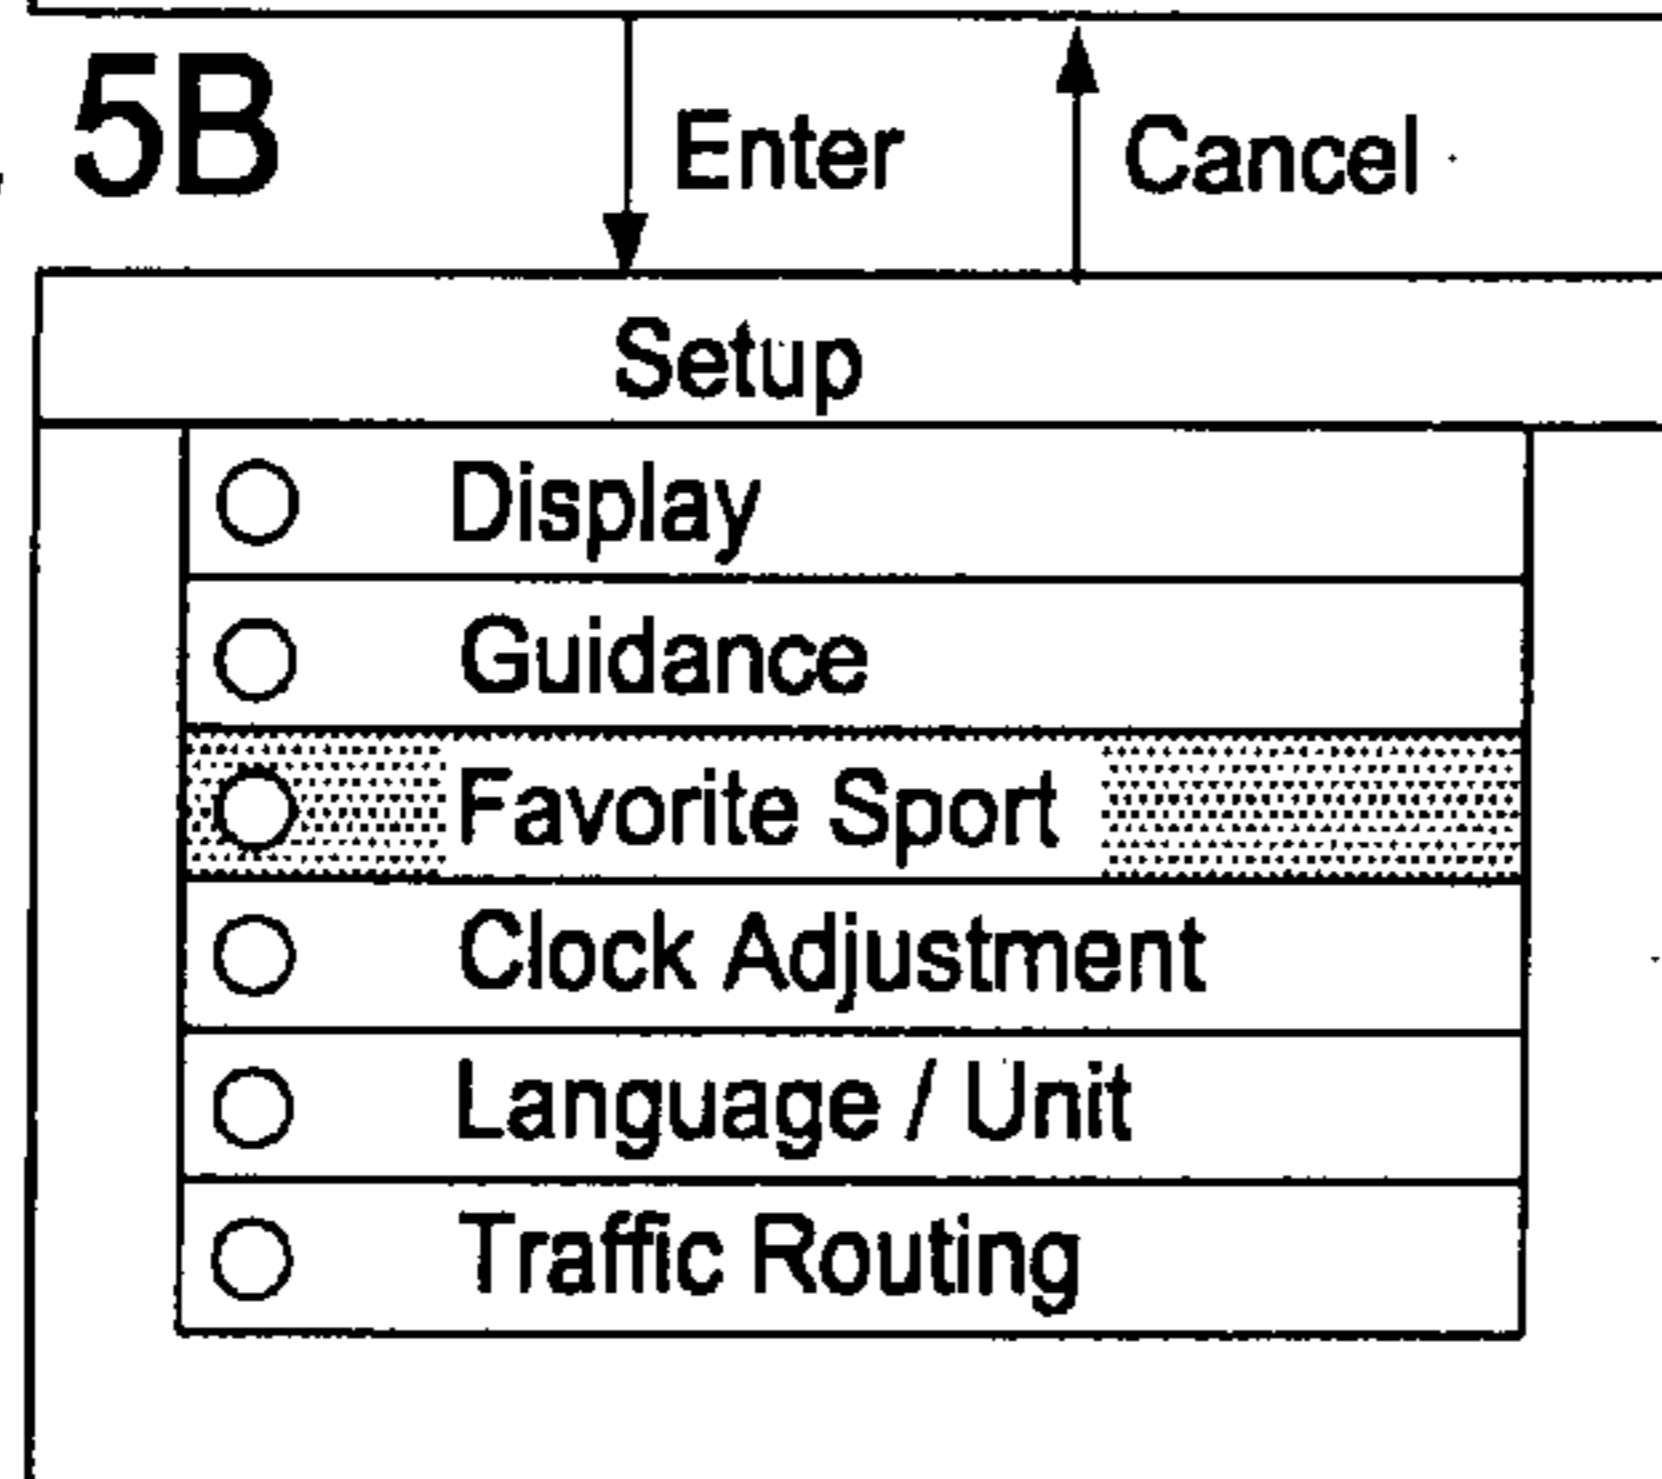 5B
Enter
Cancel
Setup
Display
Guidance
Favorite Sport
Clock Adjustment
Language / Unit
Traffic Routing